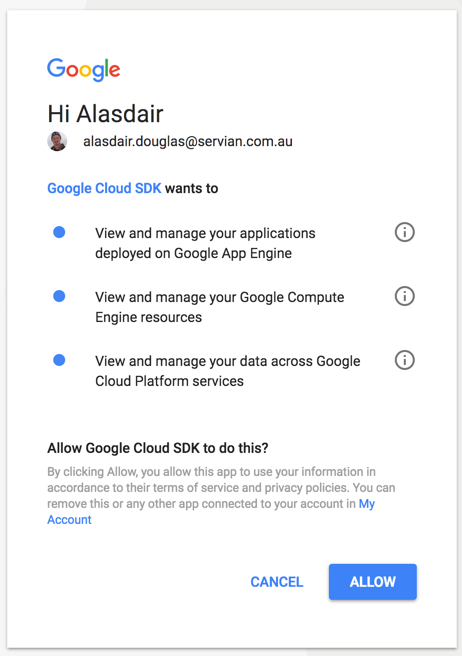 Google
Hi Alasdair
alasdair.douglas@servian.com.au
Google Cloud SDK wants to
View and manage your applications
deployed on Google App Engine
View and manage your Google Compute
Engine resources
View and manage your data across Google
Cloud Platform services
Allow Google Cloud SDK to do this?
By clicking Allow, you allow this app to use your information in
accordance to their terms of service and privacy policies. You can
remove this or any other app connected to your account in My
Account
CANCEL
ALLOW